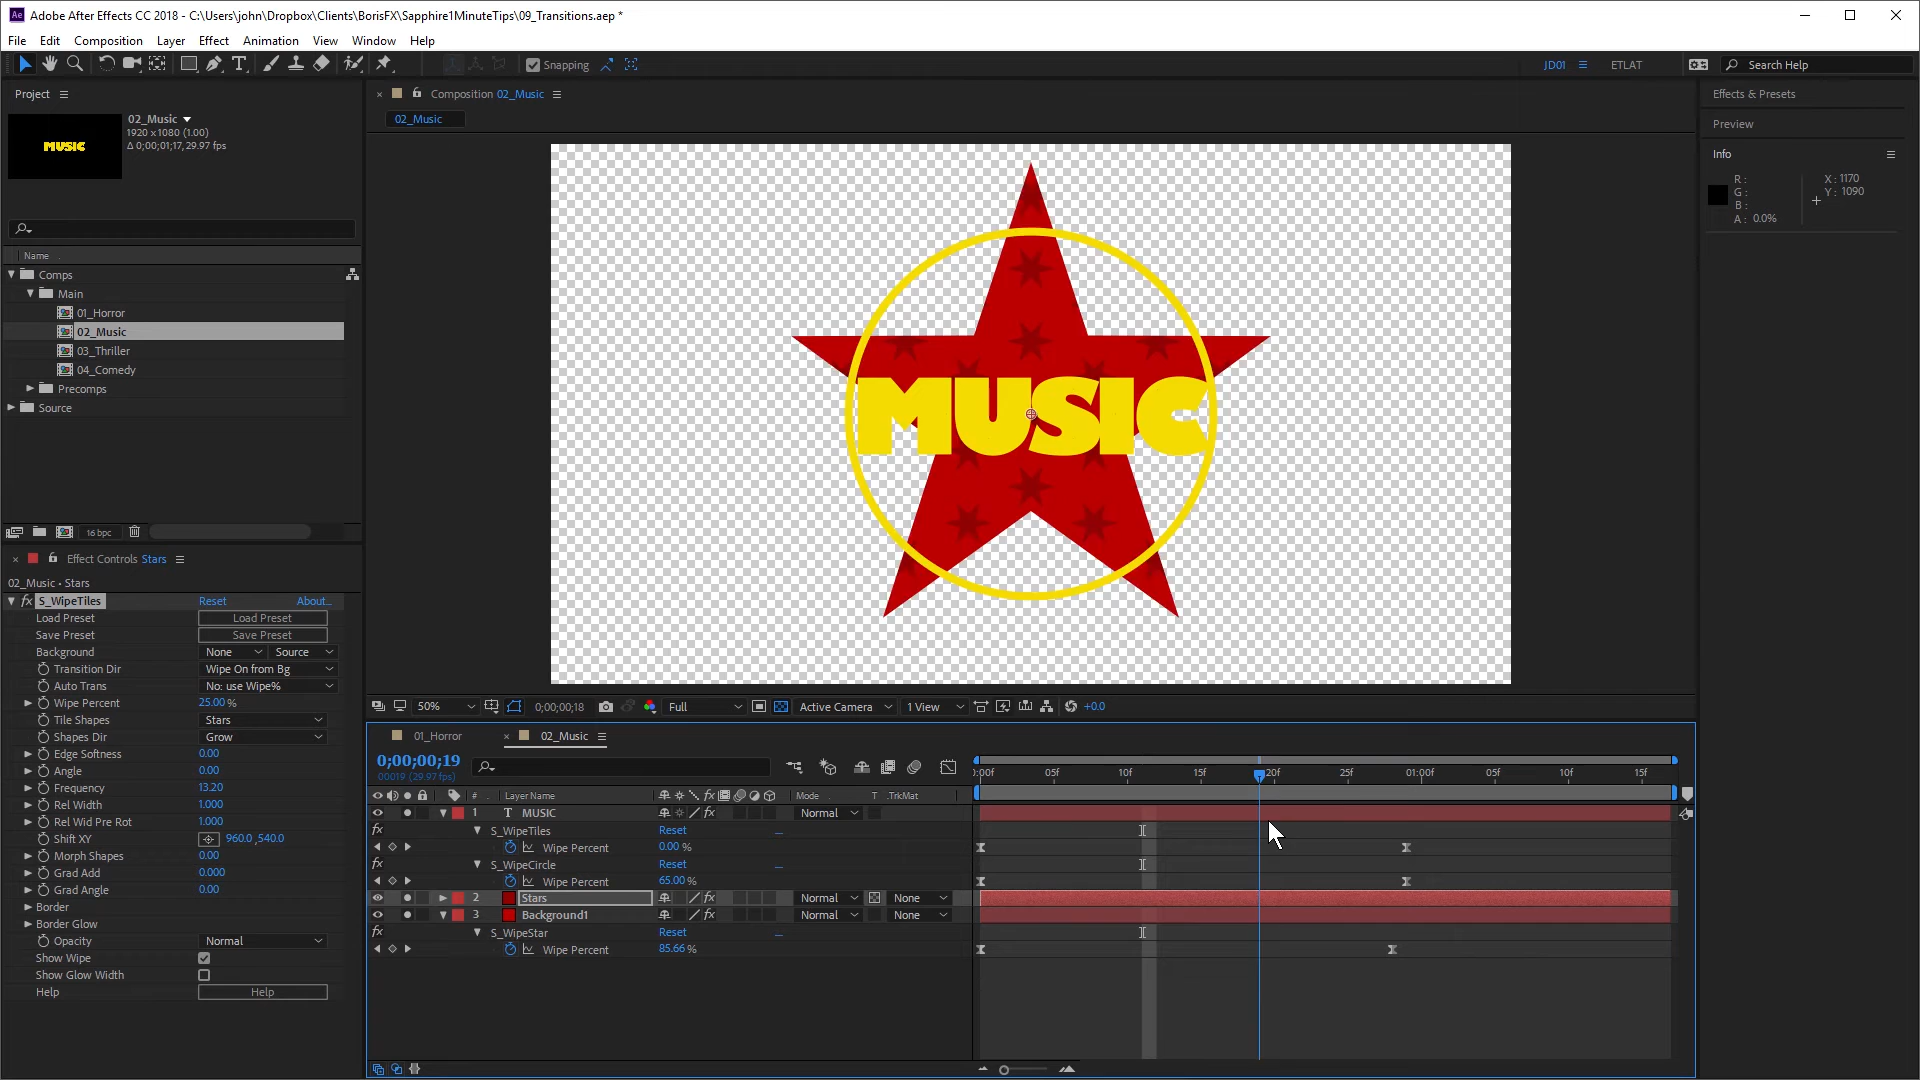 Adobe After Effects CC 2018 - C:\Users\john\Dropbox\Clients\BorisFX\Sapphire1MinuteTips\09_Transitions.aep *
File Edit Composition Layer Effect Animation View Window Help
Snapping JD01 ETLAT Search Help
Project
02_Music
1920 x 1080 (1.00)
Δ 0;00;01;17, 29.97 fps
MUSIC
Name
Comps
Main
01_Horror
02_Music
03_Thriller
04_Comedy
Precomps
Source
16 bpc
Effect Controls Stars
02_Music • Stars
fx S_WipeTiles Reset About...
Load Preset Load Preset
Save Preset Save Preset
Background None Source
Transition Dir Wipe On from Bg
Auto Trans No: use Wipe%
Wipe Percent 25.00 %
Tile Shapes Stars
Shapes Dir Grow
Edge Softness 0.00
Angle 0.00
Frequency 13.20
Rel Width 1.000
Rel Wid Pre Rot 1.000
Shift XY 960.0 ,540.0
Morph Shapes 0.00
Grad Add 0.000
Grad Angle 0.00
Border
Border Glow
Opacity Normal
Show Wipe
Show Glow Width
Help Help
Composition 02_Music
02_Music
MUSIC
50% 0;00;00;18 Full Active Camera 1 View +0.0
Effects & Presets
Preview
Info
R :
G :
B :
A : 0.0%
X : 1170
Y : 1090
01_Horror 02_Music
0;00;00;19
00019 (29.97 fps)
):00f 05f 10f 15f 20f 25f 01:00f 05f 10f 15f
# Layer Name fx Mode T .TrkMat
1 T MUSIC fx Normal
fx S_WipeTiles Reset
Wipe Percent 0.00 %
fx S_WipeCircle Reset
Wipe Percent 65.00 %
2 Stars fx Normal None
3 Background1 fx Normal None
fx S_WipeStar Reset
Wipe Percent 85.66 %